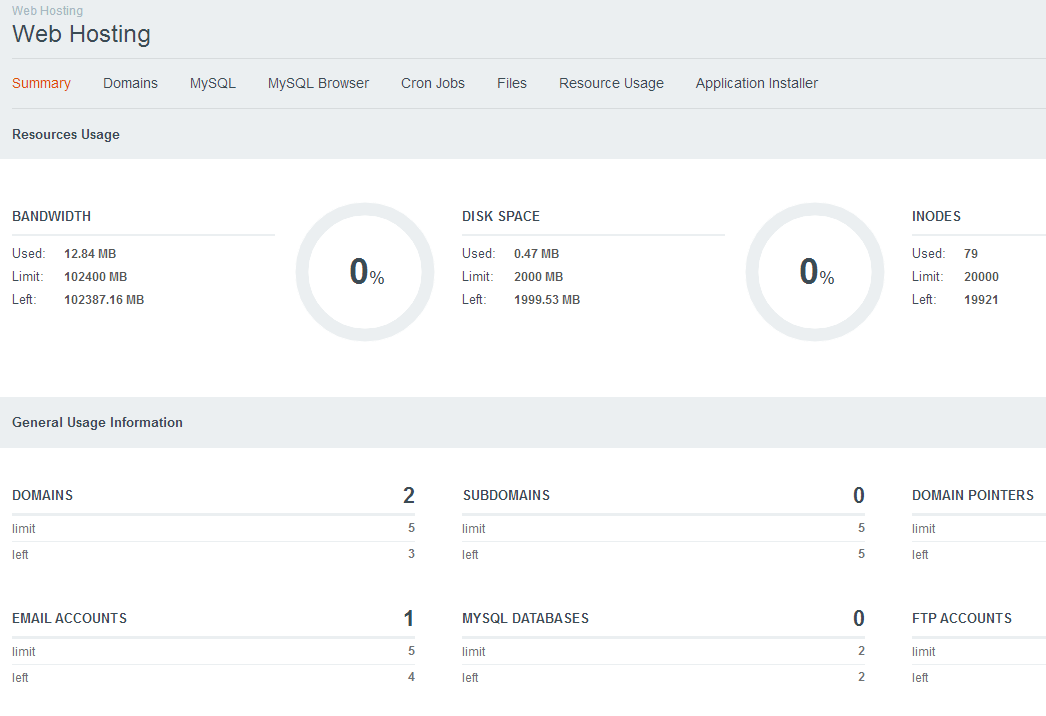 Web Hosting
Web Hosting
Summary Domains MySQL MySQL Browser Cron Jobs Files Resource Usage Application Installer
Resources Usage
BANDWIDTH
Used: 12.84 MB
Limit: 102400 MB
Left: 102387.16 MB
0%
DISK SPACE
Used: 0.47 MB
Limit: 2000 MB
Left: 1999.53 MB
0%
INODES
Used: 79
Limit: 20000
Left: 19921
General Usage Information
DOMAINS 2
limit 5
left 3
SUBDOMAINS 0
limit 5
left 5
DOMAIN POINTERS
limit
left
EMAIL ACCOUNTS 1
limit 5
left 4
MYSQL DATABASES 0
limit 2
left 2
FTP ACCOUNTS
limit
left